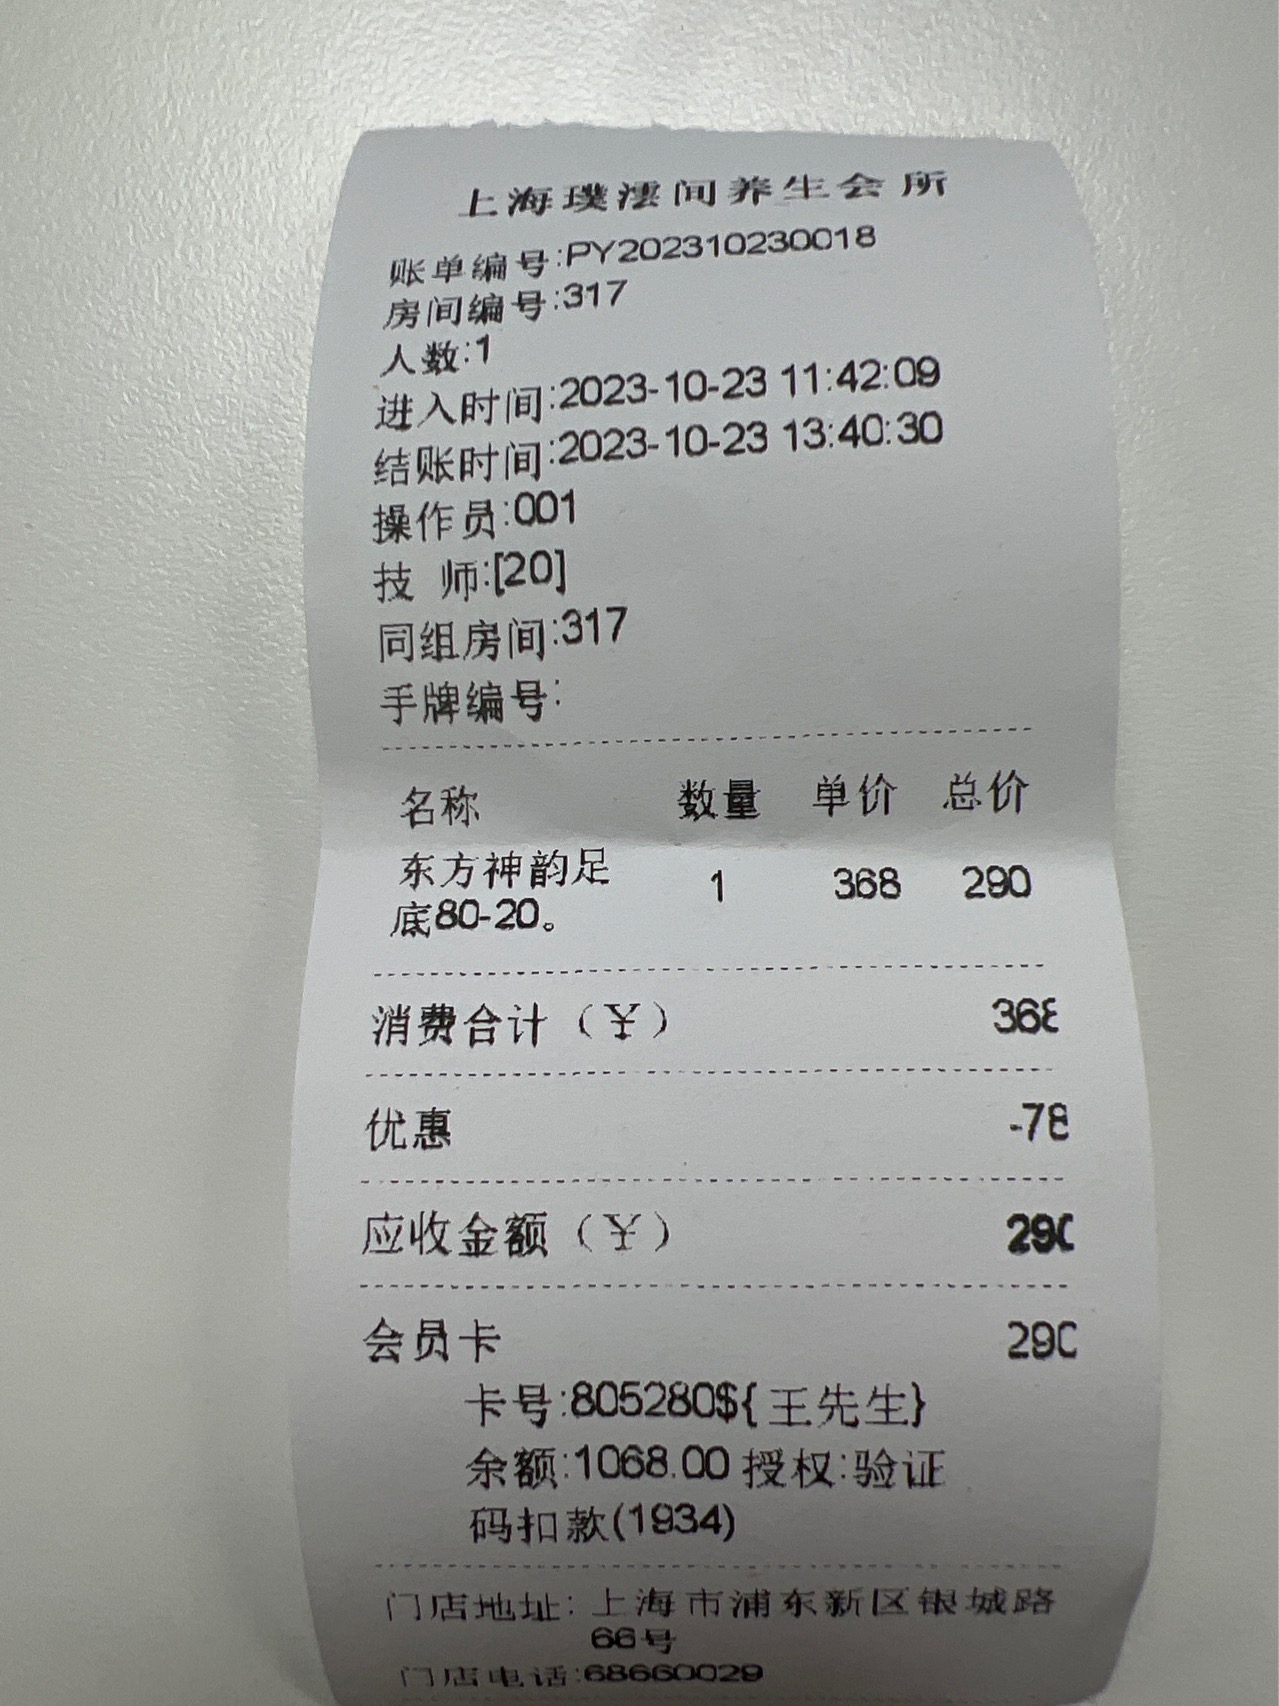 上海璞澐间养生会所
账单编号:PY202310230018
房间编号:317
人数:1
进入时间:2023-10-23 11:42:09
结账时间:2023-10-23 13:40:30
操作员:001
技 师:[20]
同组房间:317
手牌编号:
名称 数量 单价 总价
东方神韵足 1 368 290
底80-20。
消费合计（￥） 368
优惠 -78
应收金额（￥） 290
会员卡 290
卡号:805280${王先生}
余额:1068.00 授权:验证
码扣款(1934)
门店地址: 上海市浦东新区银城路
66号
门店电话:68660029